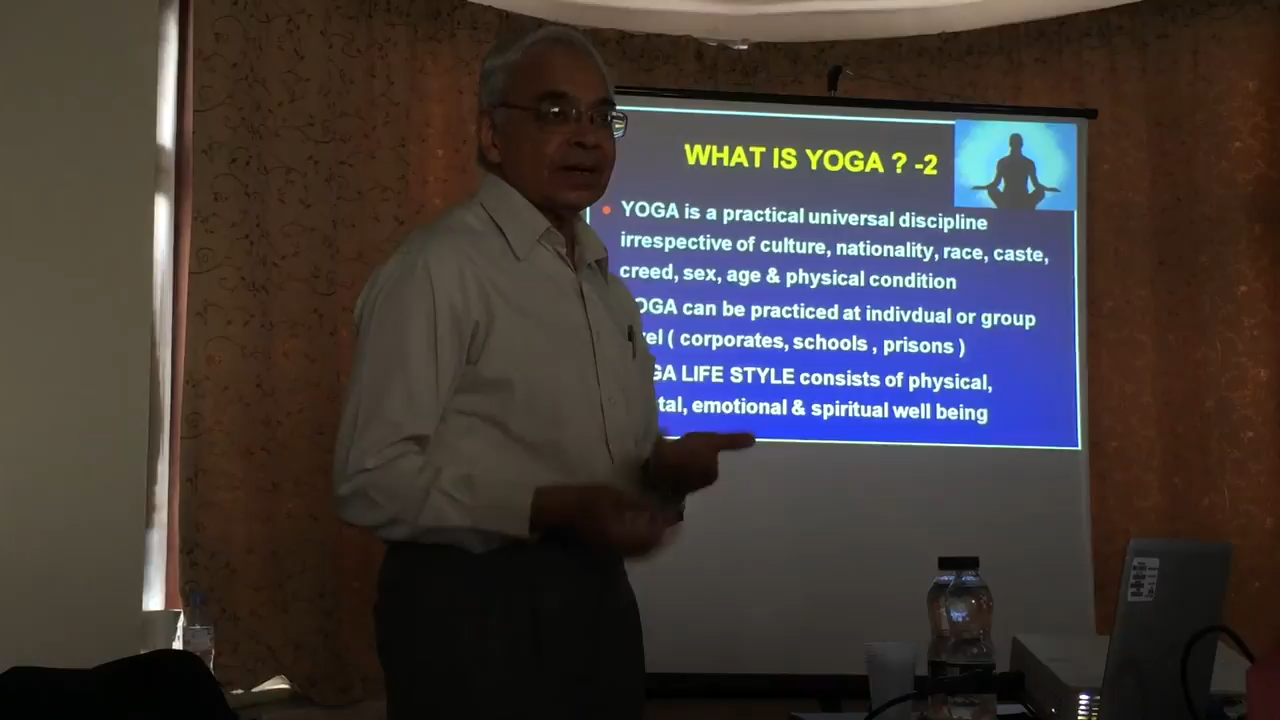 WHAT IS YOGA ? -2
YOGA is a practical universal discipline
irrespective of culture, nationality, race, caste,
creed, sex, age & physical condition
OGA can be practiced at indivdual or group
el ( corporates, schools , prisons )
GA LIFE STYLE consists of physical,
tal, emotional & spiritual well being